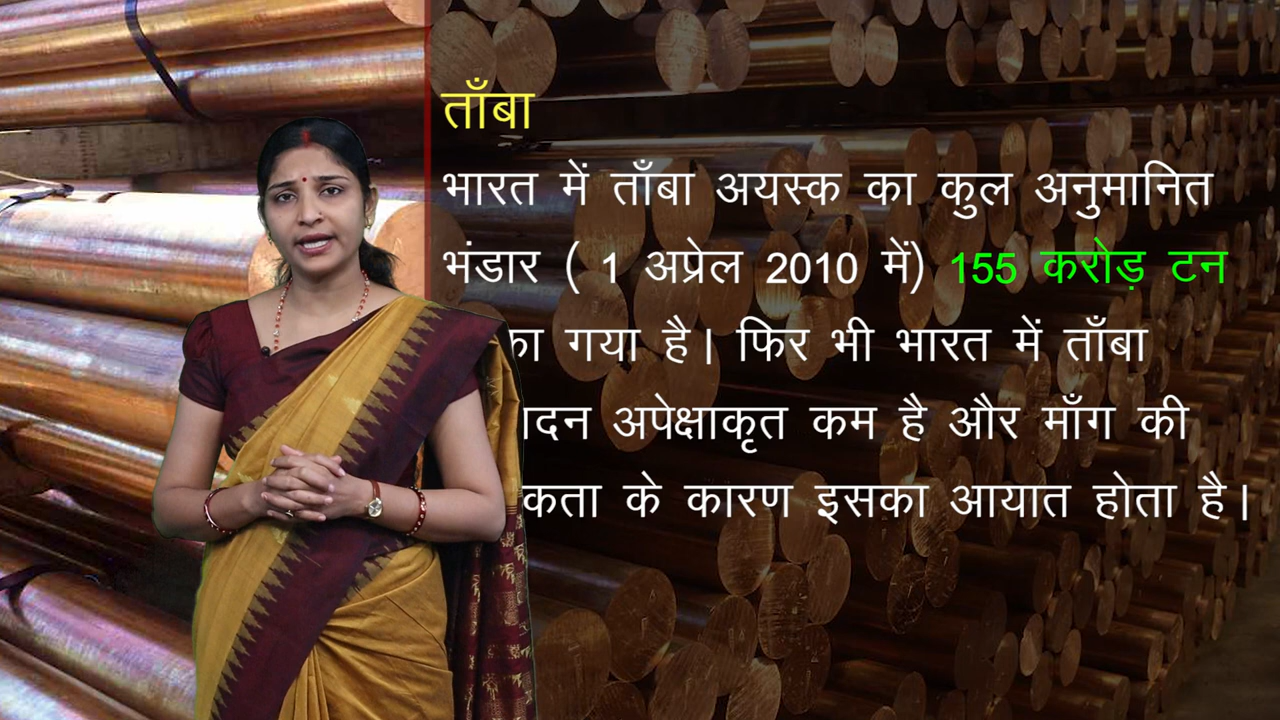 ताँबा
भारत में ताँबा अयस्क का कुल अनुमानित
भंडार ( 1 अप्रेल 2010 में) 155 करोड़ टन
गया है। फिर भी भारत में ताँबा
अपेक्षाकृत कम है और माँग की
के कारण इसका आयात होता है।